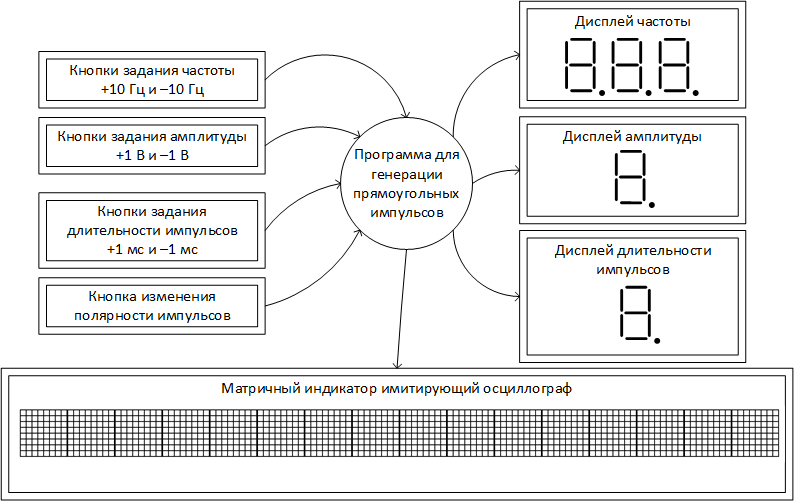 Кнопки задания частоты
+10 Гц и –10 Гц
Кнопки задания амплитуды
+1 В и –1 В
Кнопки задания
длительности импульсов
+1 мс и –1 мс
Кнопка изменения
полярности импульсов
Программа для
генерации
прямоугольных
импульсов
Дисплей частоты
8.8.8.
Дисплей амплитуды
8.
Дисплей длительности
импульсов
8.
Матричный индикатор имитирующий осциллограф